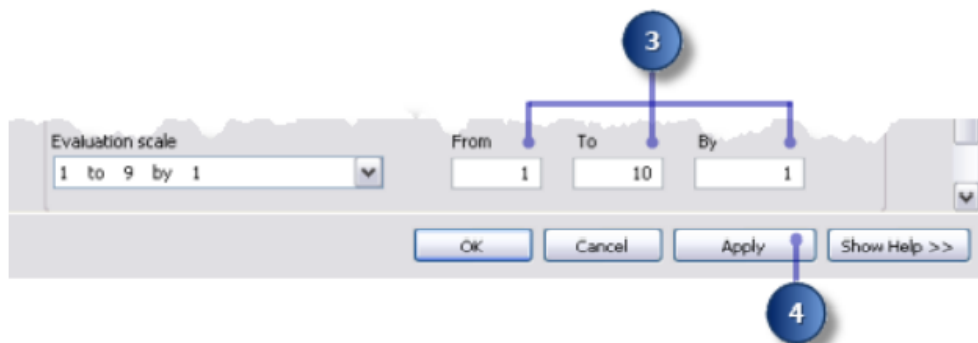 3
Evaluation scale From To By
1 to 9 by 1 1 10 1
OK Cancel Apply Show Help >>
4